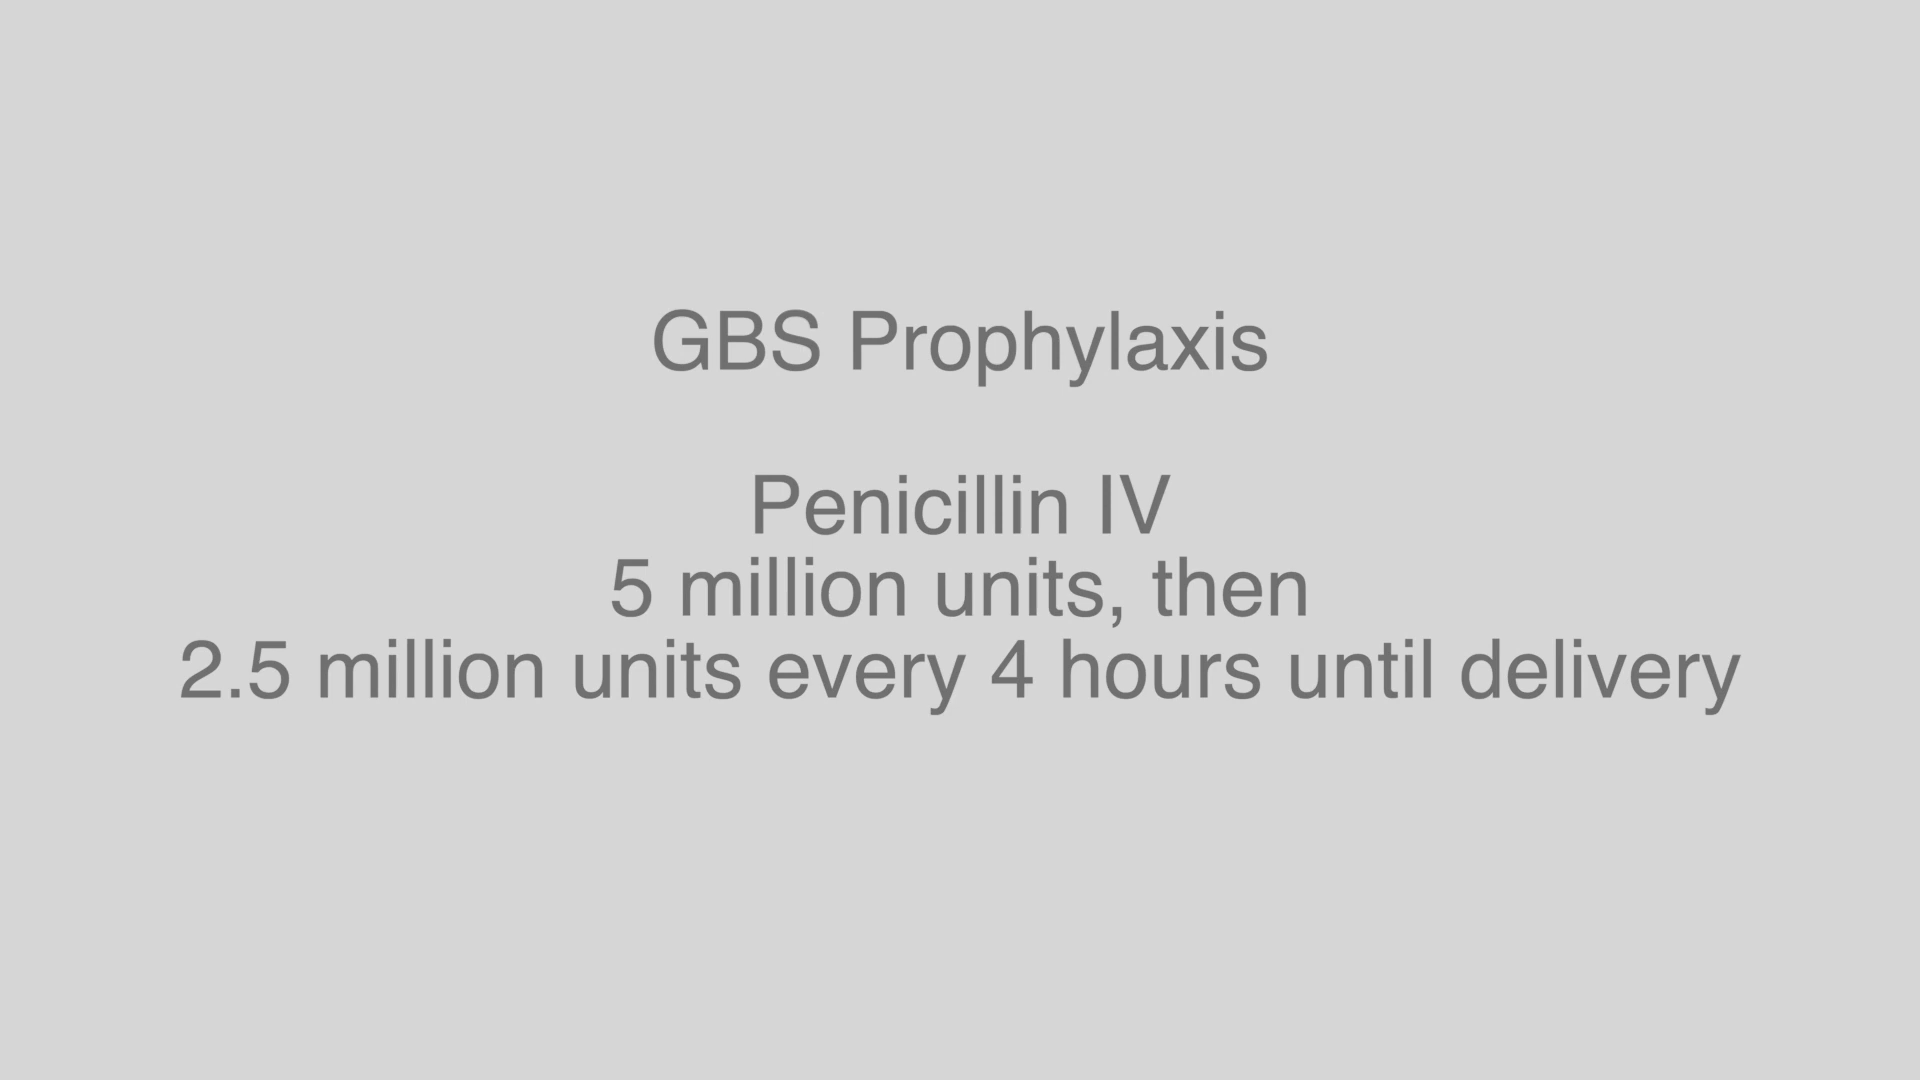 GBS Prophylaxis
Penicillin IV
5 million units, then
2.5 million units every 4 hours until delivery